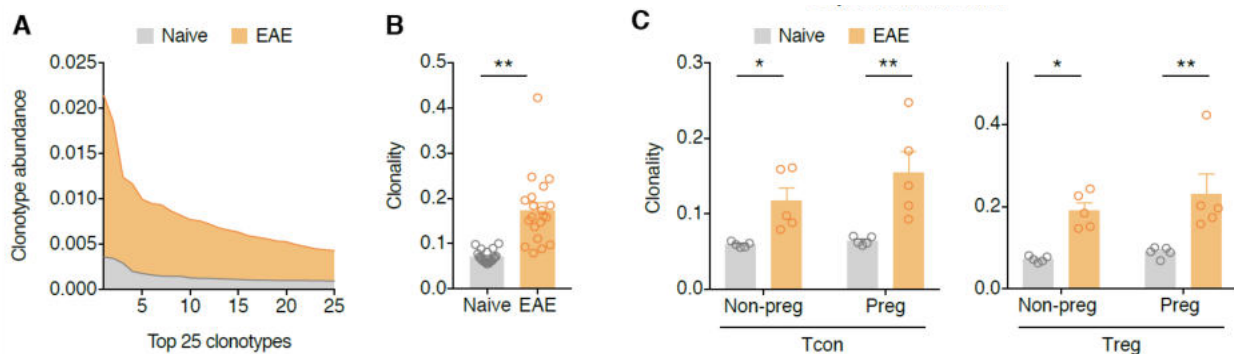 A
Naive EAE
0.025
0.020
0.015
0.010
0.005
0.000
Clonotype abundance
5 10 15 20 25
Top 25 clonotypes
B
0.5
0.4
0.3
0.2
0.1
0.0
Clonality
**
Naive EAE
C
Naive EAE
0.3
0.2
0.1
0.0
Clonality
* **
Non-preg Preg
Tcon
0.4
0.2
0.0
* **
Non-preg Preg
Treg